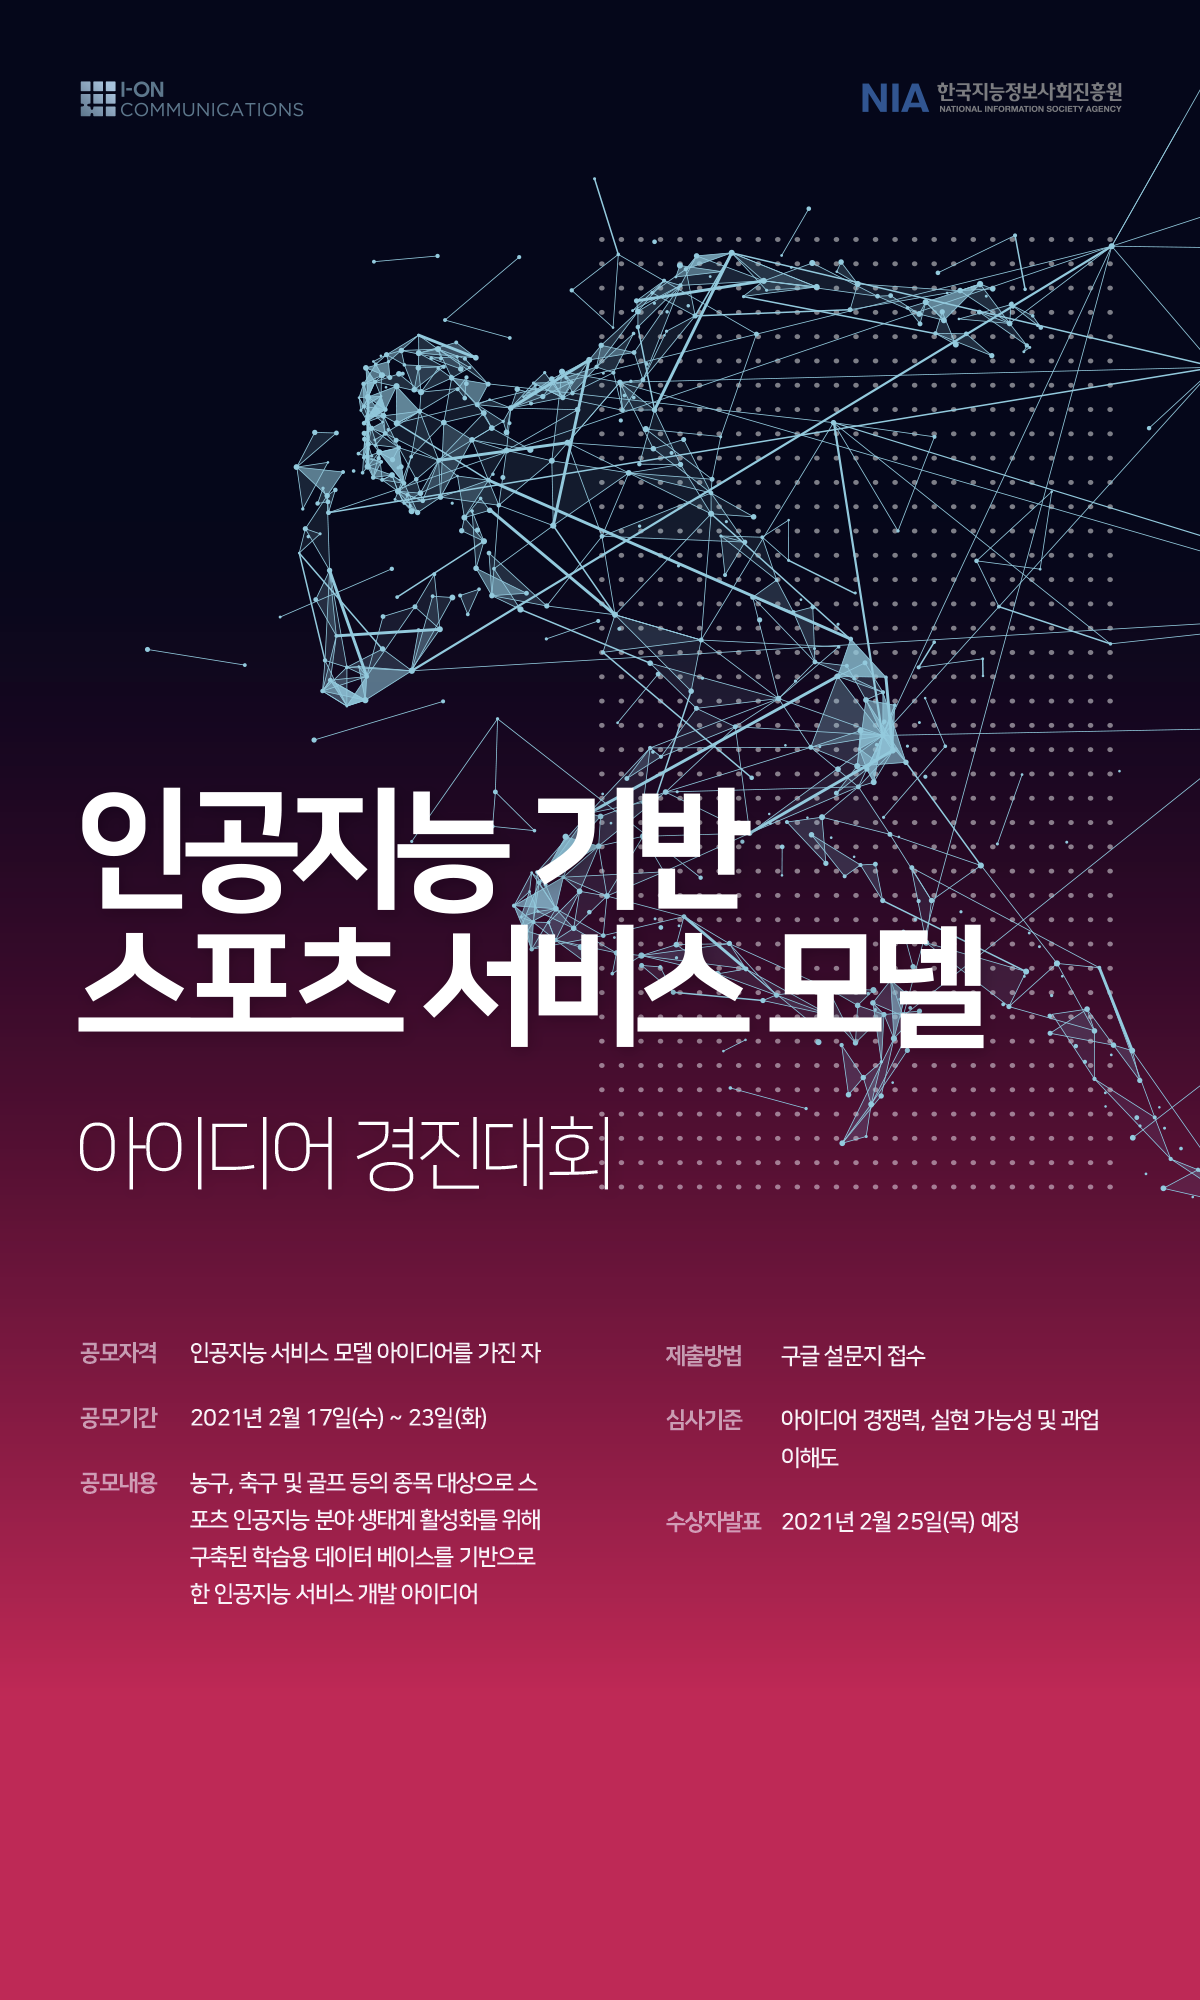 I-ON
COMMUNICATIONS
NIA 한국지능정보사회진흥원
NATIONAL INFORMATION SOCIETY AGENCY
인공지능 기반
스포츠 서비스 모델
아이디어 경진대회
공모자격 인공지능 서비스 모델 아이디어를 가진 자
공모기간 2021년 2월 17일(수) ~ 23일(화)
공모내용 농구, 축구 및 골프 등의 종목 대상으로 스
포츠 인공지능 분야 생태계 활성화를 위해
구축된 학습용 데이터 베이스를 기반으로
한 인공지능 서비스 개발 아이디어
제출방법 구글 설문지 접수
심사기준 아이디어 경쟁력, 실현 가능성 및 과업
이해도
수상자발표 2021년 2월 25일(목) 예정